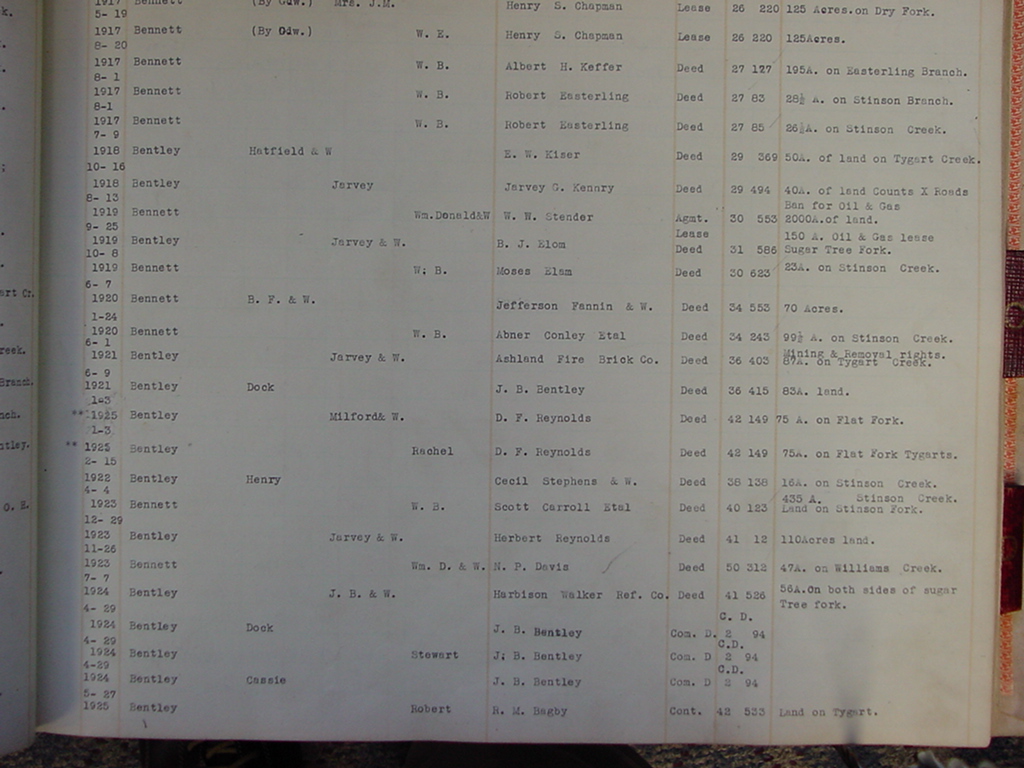 1917 Bennett (By Gdw.) Mrs. J.M. Henry S. Chapman Lease 26 220 125 Acres.on Dry Fork.
5- 19
1917 Bennett (By Gdw.) W. E. Henry S. Chapman Lease 26 220 125Acres.
8- 20
1917 Bennett W. B. Albert H. Keffer Deed 27 127 195A. on Easterling Branch.
8- 1
1917 Bennett W. B. Robert Easterling Deed 27 83 28½ A. on Stinson Branch.
8-1
1917 Bennett W. B. Robert Easterling Deed 27 85 26½A. on Stinson Creek.
7- 9
1918 Bentley Hatfield & W E. W. Kiser Deed 29 369 50A. of land on Tygart Creek.
10- 16
1918 Bentley Jarvey Jarvey G. Kennry Deed 29 494 40A. of land Counts X Roads
8- 13 Ban for Oil & Gas
1919 Bennett Wm.Donald&W W. W. Stender Agmt. 30 553 2000A.of land.
9- 25 Lease 150 A. Oil & Gas lease
1919 Bentley Jarvey & W. B. J. Elom Deed 31 586 Sugar Tree Fork.
10- 8
1919 Bennett W; B. Moses Elam Deed 30 623 23A. on Stinson Creek.
6- 7
1920 Bennett B. F. & W. Jefferson Fannin & W. Deed 34 553 70 Acres.
1-24
1920 Bennett W. B. Abner Conley Etal Deed 34 243 99½ A. on Stinson Creek.
6- 1 Mining & Removal rights.
1921 Bentley Jarvey & W. Ashland Fire Brick Co. Deed 36 403 87A. on Tygart Creek.
6- 9
1921 Bentley Dock J. B. Bentley Deed 36 415 83A. land.
1-3
** 1925 Bentley Milford& W. D. F. Reynolds Deed 42 149 75 A. on Flat Fork.
1-3
** 1925 Bentley Rachel D. F. Reynolds Deed 42 149 75A. on Flat Fork Tygarts.
2- 15
1922 Bentley Henry Cecil Stephens & W. Deed 38 138 16A. on Stinson Creek.
4- 4 435 A. Stinson Creek.
1923 Bennett W. B. Scott Carroll Etal Deed 40 123 Land on Stinson Fork.
12- 29
1923 Bentley Jarvey & W. Herbert Reynolds Deed 41 12 110Acres land.
11-26
1923 Bennett Wm. D. & W. N. P. Davis Deed 50 312 47A. on Williams Creek.
7- 7
1924 Bentley J. B. & W. Harbison Walker Ref. Co. Deed 41 526 56A.On both sides of sugar
4- 29 Tree fork.
C. D.
1924 Bentley Dock J. B. Bentley Com. D. 2 94
4- 29 C.D.
1924 Bentley Stewart J; B. Bentley Com. D 2 94
4-29 C.D.
1924 Bentley Cassie J. B. Bentley Com. D 2 94
5- 27
1925 Bentley Robert R. M. Bagby Cont. 42 533 Land on Tygart.